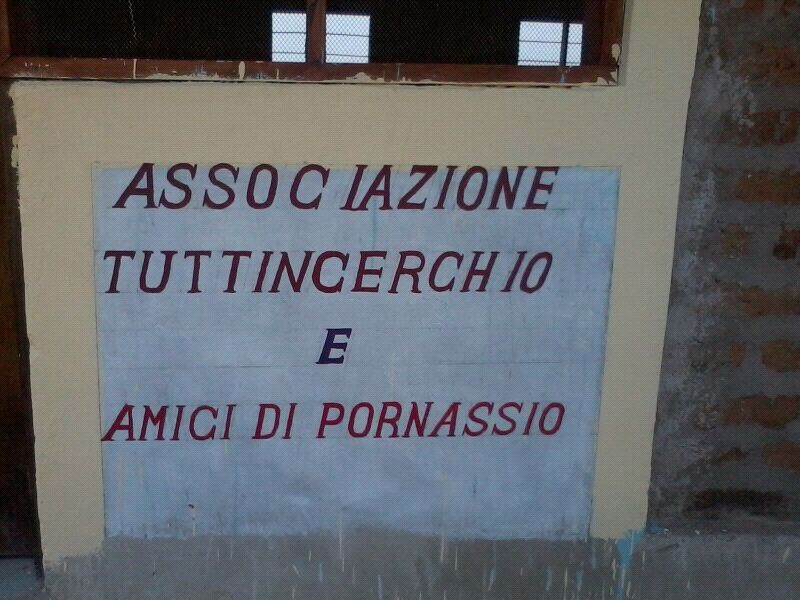 ASSOCIAZIONE
TUTTINCERCHIO
E
AMICI DI PORNASSIO